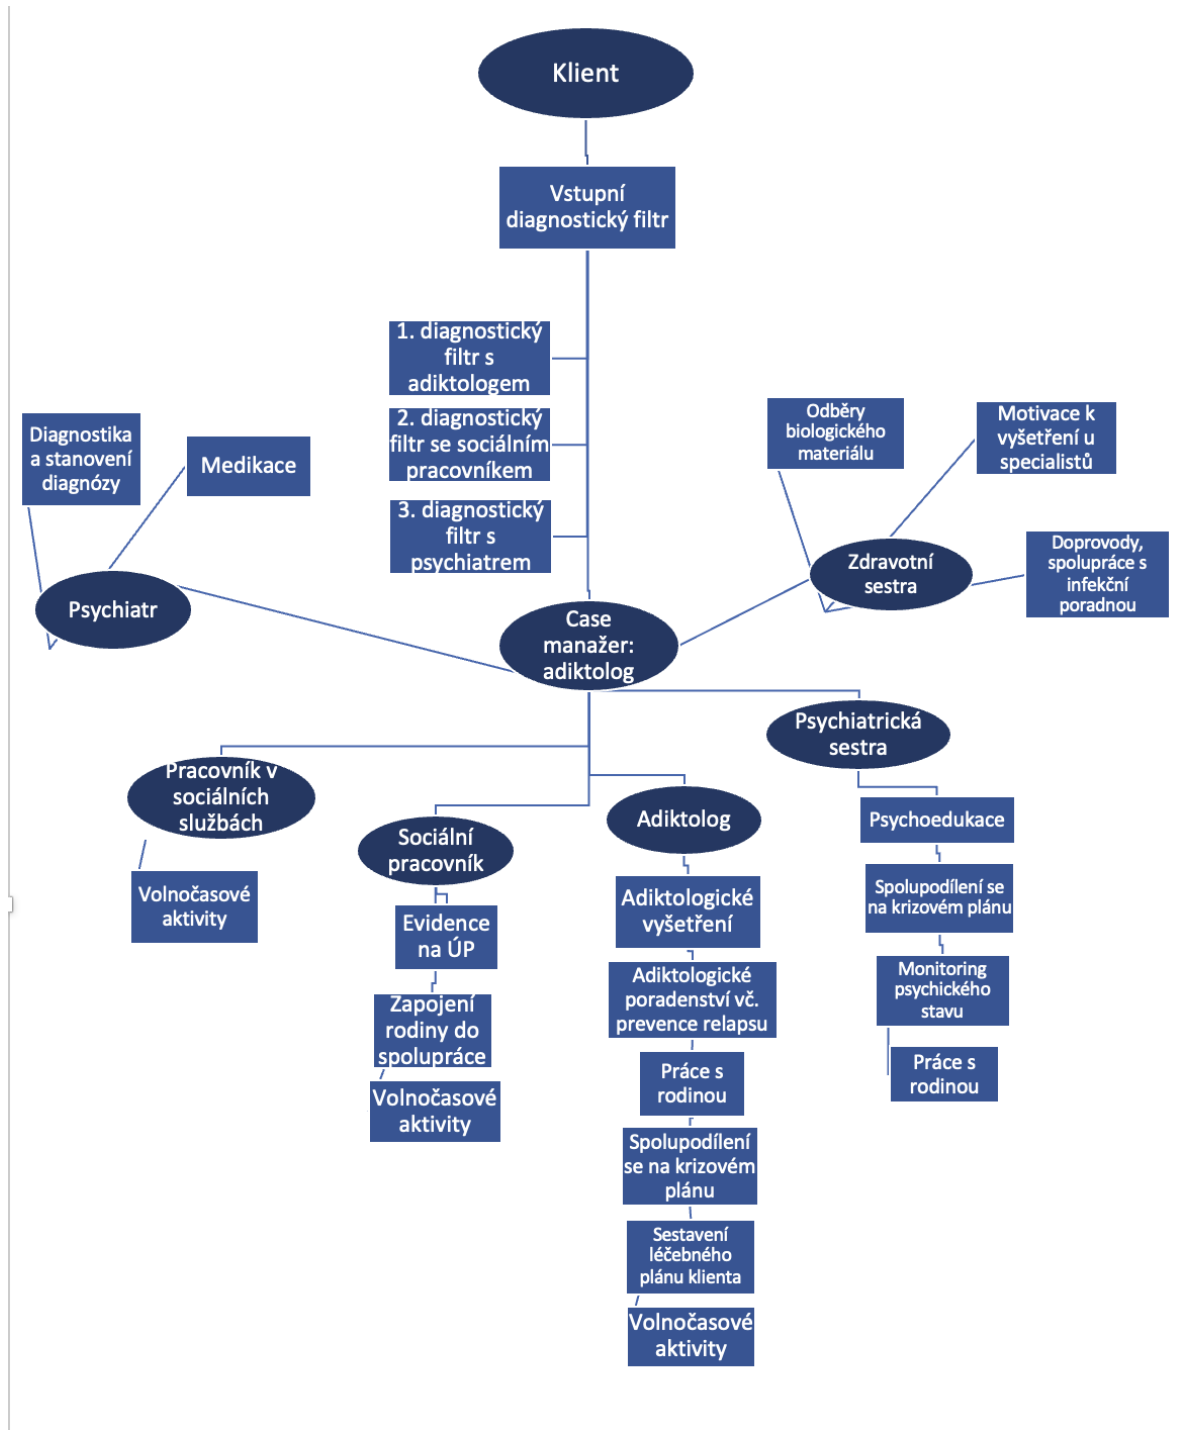 Klient
Vstupní
diagnostický filtr
1. diagnostický
filtr s
adiktologem
2. diagnostický
filtr se sociálním
pracovníkem
3. diagnostický
filtr s
psychiatrem
Diagnostika
a stanovení
diagnózy
Medikace
Psychiatr
Odběry
biologického
materiálu
Motivace k
vyšetření u
specialistů
Zdravotní
sestra
Doprovody,
spolupráce s
infekční
poradnou
Case
manažer:
adiktolog
Pracovník v
sociálních
službách
Volnočasové
aktivity
Sociální
pracovník
Evidence
na ÚP
Zapojení
rodiny do
spolupráce
Volnočasové
aktivity
Adiktolog
Adiktologické
vyšetření
Adiktologické
poradenství vč.
prevence relapsu
Práce s
rodinou
Spolupodílení
se na krizovém
plánu
Sestavení
léčebného
plánu klienta
Volnočasové
aktivity
Psychiatrická
sestra
Psychoedukace
Spolupodílení se
na krizovém plánu
Monitoring
psychického
stavu
Práce s
rodinou